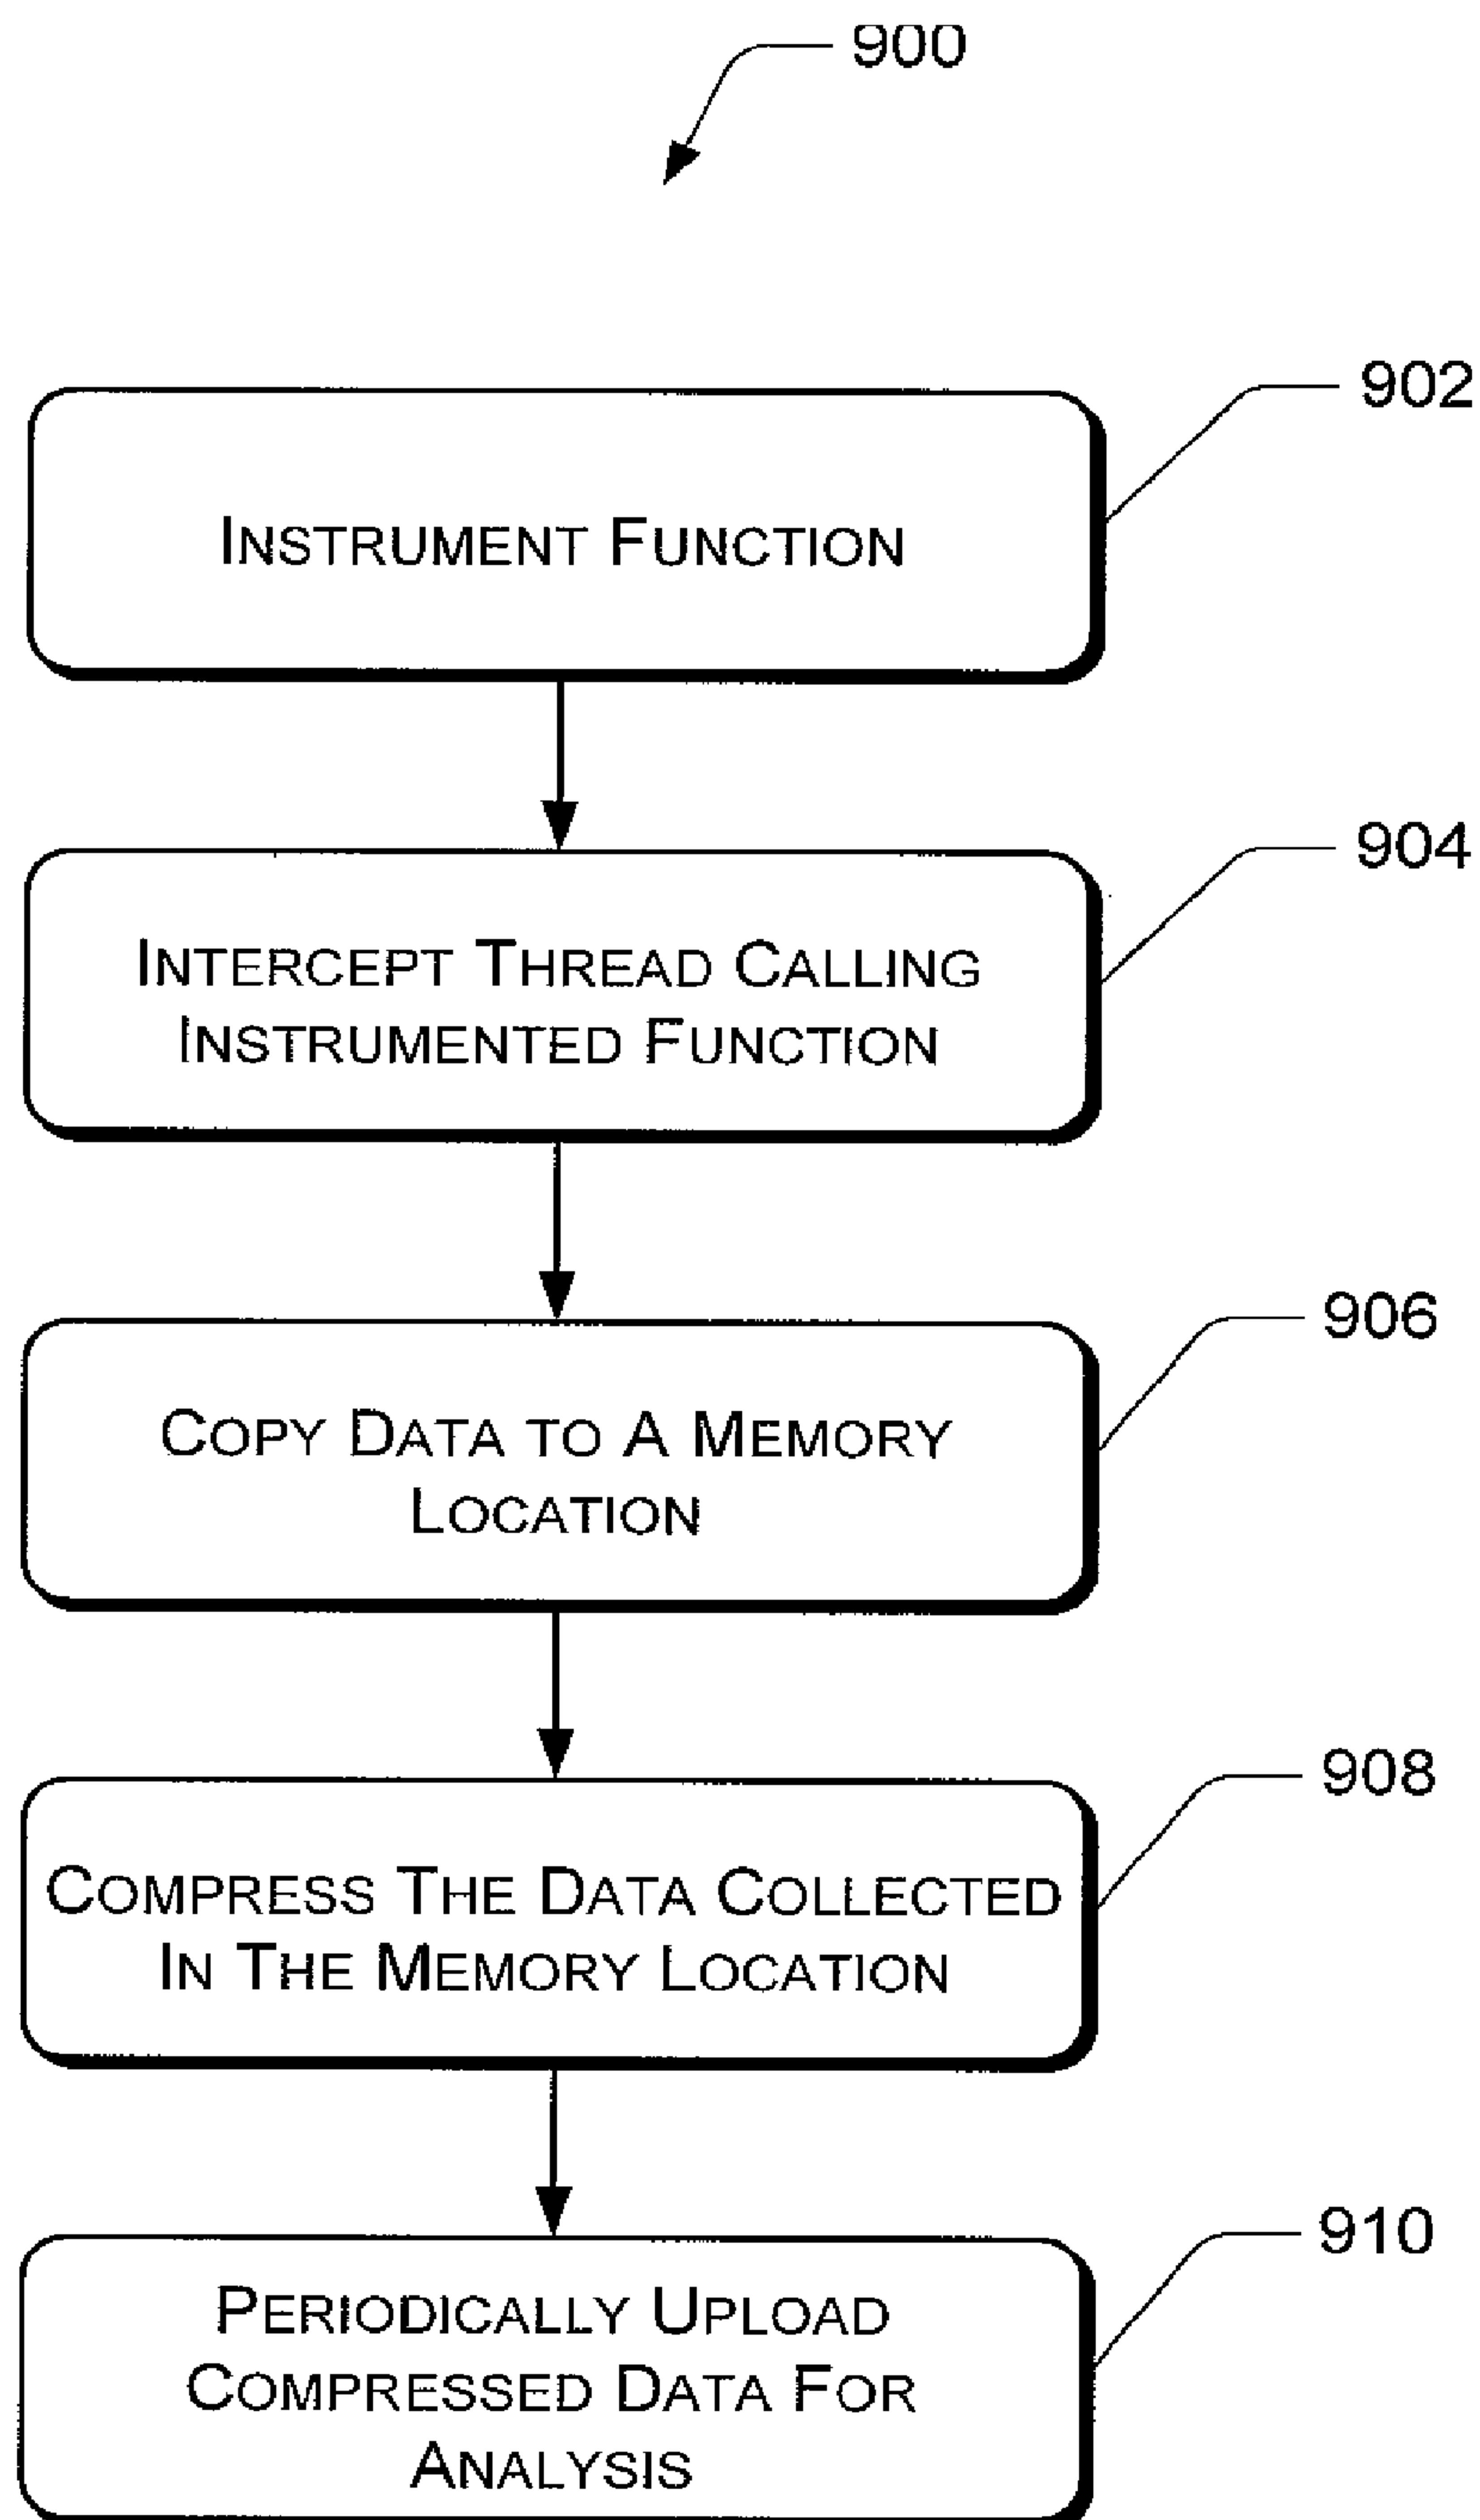 900
902
INSTRUMENT FUNCTION
904
INTERCEPT THREAD CALLING
INSTRUMENTED FUNCTION
906
COPY DATA TO A MEMORY
LOCATION
908
COMPRESS THE DATA COLLECTED
IN THE MEMORY LOCATION
910
PERIODICALLY UPLOAD
COMPRESSED DATA FOR
ANALYSIS